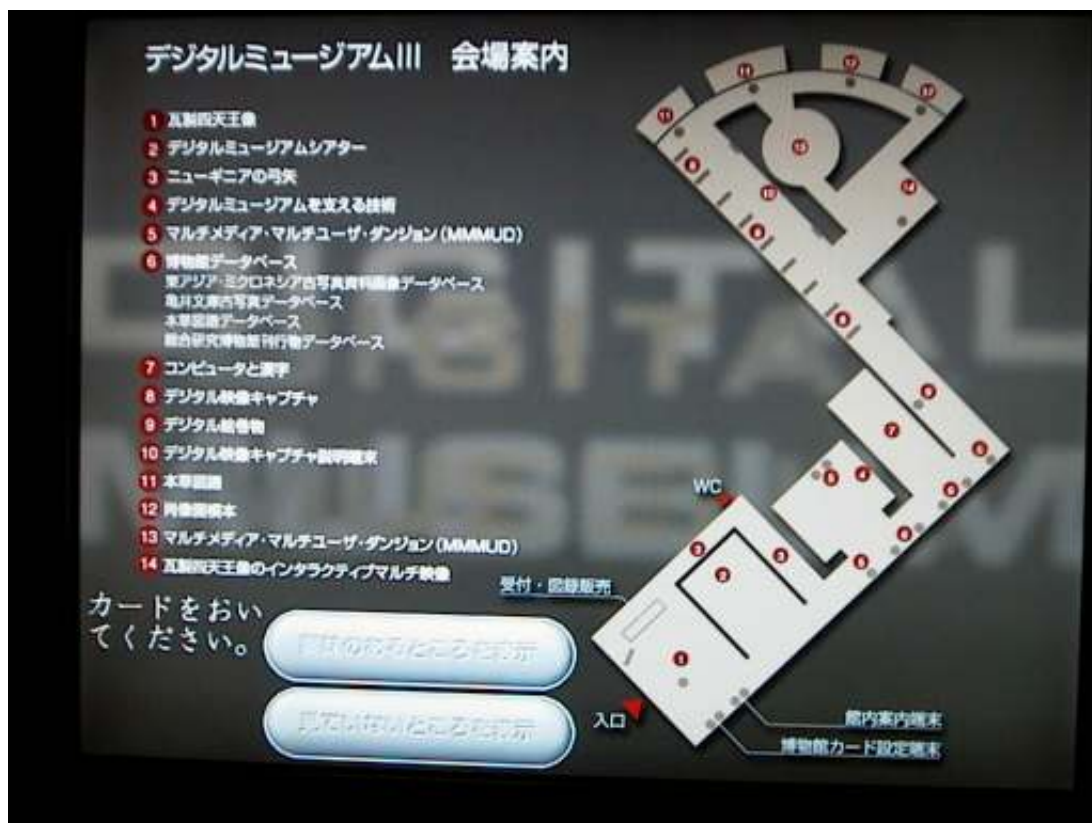 デジタルミュージアムIII 会場案内
1 瓦製四天王像
2 デジタルミュージアムシアター
3 ニューギニアの弓矢
4 デジタルミュージアムを支える技術
5 マルチメディア・マルチユーザ・ダンジョン(MMMUD)
6 博物館データベース
東アジア・ミクロネシア古写真資料画像データベース
亀井文庫古写真データベース
本草図譜データベース
総合研究博物館刊行物データベース
7 コンピュータと漢字
8 デジタル映像キャプチャ
9 デジタル絵巻物
10 デジタル映像キャプチャ説明端末
11 本草図譜
12 肖像画模本
13 マルチメディア・マルチユーザ・ダンジョン(MMMUD)
14 瓦製四天王像のインタラクティブマルチ映像
カードをおい
てください。
見ていないところを表示
WC
受付・図録販売
入口
館内案内端末
博物館カード設定端末
DIGITAL
MUSEUM